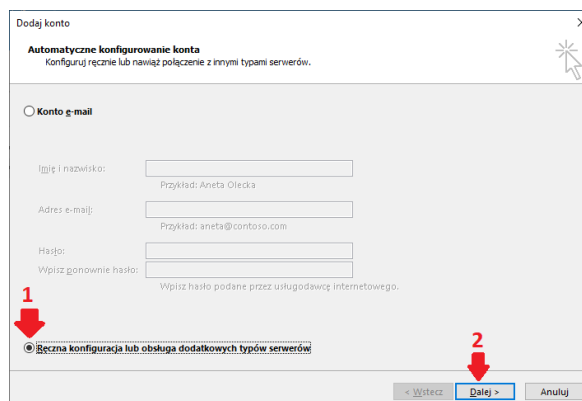 Dodaj konto
Automatyczne konfigurowanie konta
Konfiguruj ręcznie lub nawiąż połączenie z innymi typami serwerów.
Konto e-mail
Imię i nazwisko:
Przykład: Aneta Olecka
Adres e-mail:
Przykład: aneta@contoso.com
Hasło:
Wpisz ponownie hasło:
Wpisz hasło podane przez usługodawcę internetowego.
1
Ręczna konfiguracja lub obsługa dodatkowych typów serwerów
2
< Wstecz Dalej > Anuluj